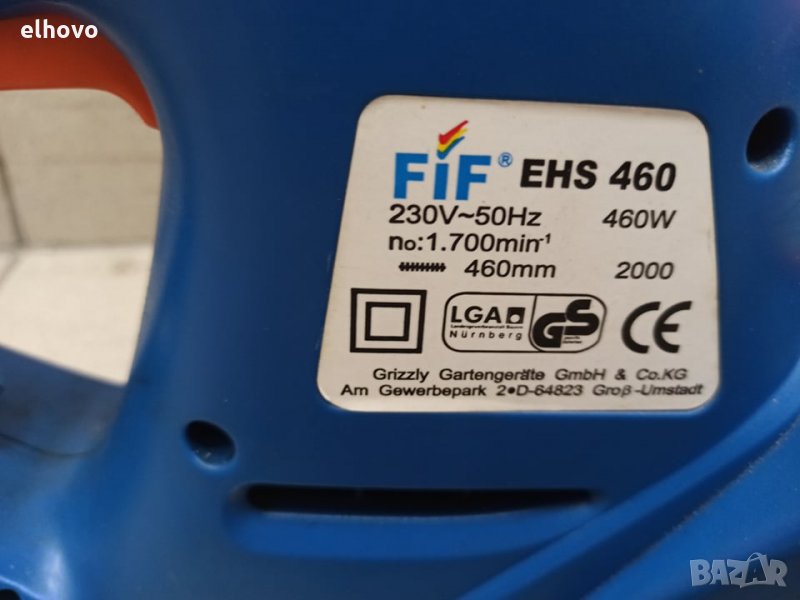 elhovo
FiF® EHS 460
230V~50Hz 460W
no:1.700min-1
460mm 2000
LGA
Nürnberg
GS
CE
Grizzly Gartengeräte GmbH & Co.KG
Am Gewerbepark 2•D-64823 Groß-Umstadt
BAZAR